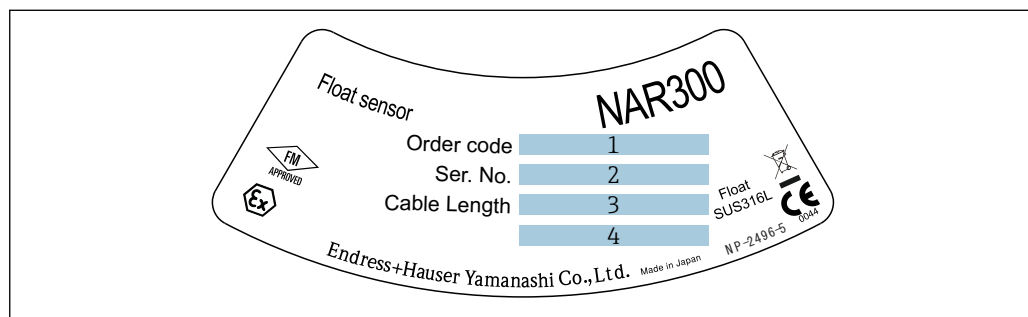 Float sensor
NAR300
Order code 1
Ser. No. 2
Cable Length 3
4
FM
APPROVED
Ex
Float
SUS316L
CE
0044
NP-2496-5
Endress+Hauser Yamanashi Co.,Ltd.
Made in Japan